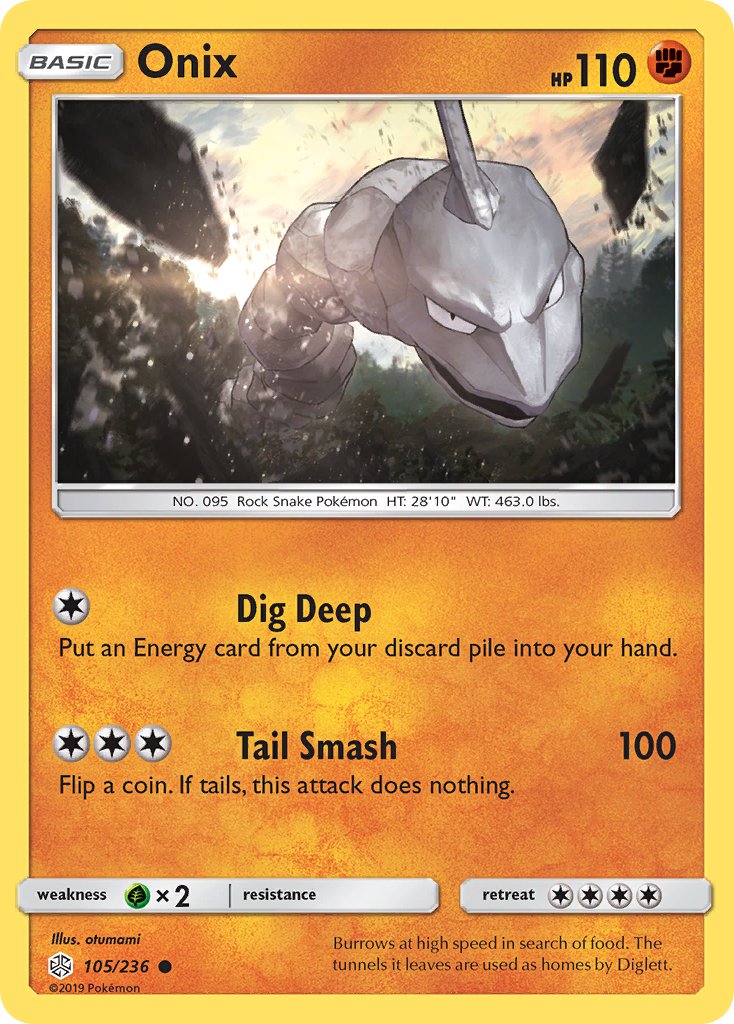 BASIC Onix HP 110
NO. 095 Rock Snake Pokémon HT: 28'10" WT: 463.0 lbs.
Dig Deep
Put an Energy card from your discard pile into your hand.
Tail Smash 100
Flip a coin. If tails, this attack does nothing.
weakness ×2 resistance retreat
Illus. otumami
105/236
©2019 Pokémon
Burrows at high speed in search of food. The
tunnels it leaves are used as homes by Diglett.